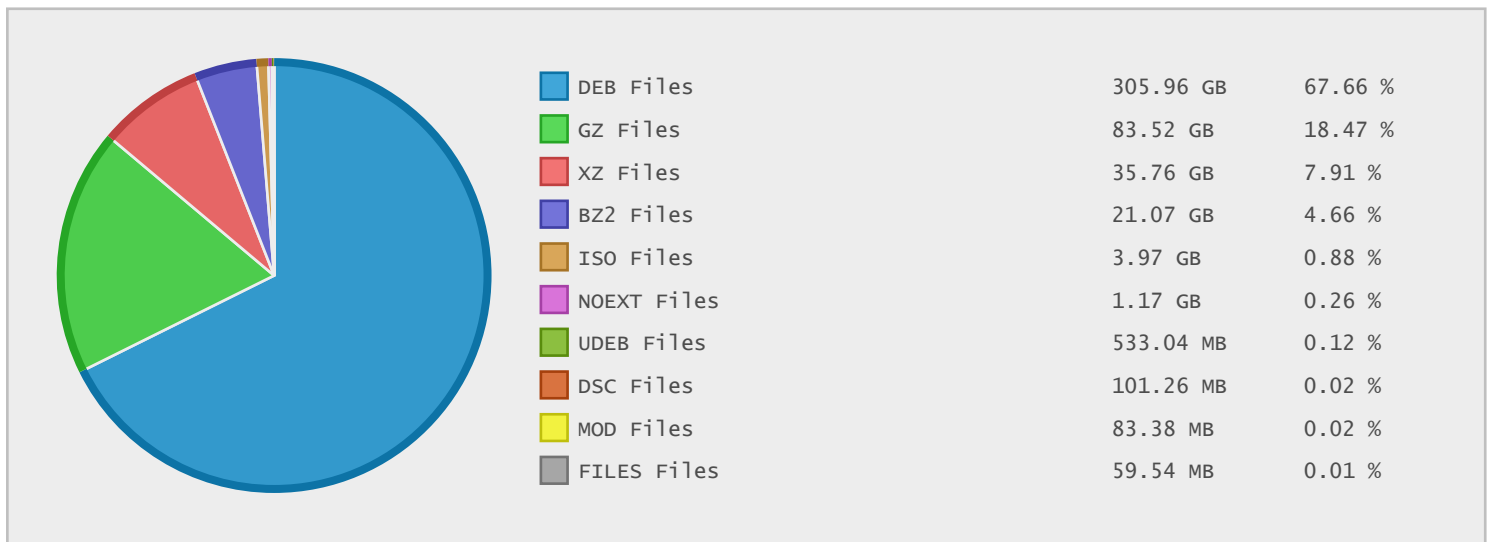 DEB Files 305.96 GB 67.66 %
GZ Files 83.52 GB 18.47 %
XZ Files 35.76 GB 7.91 %
BZ2 Files 21.07 GB 4.66 %
ISO Files 3.97 GB 0.88 %
NOEXT Files 1.17 GB 0.26 %
UDEB Files 533.04 MB 0.12 %
DSC Files 101.26 MB 0.02 %
MOD Files 83.38 MB 0.02 %
FILES Files 59.54 MB 0.01 %